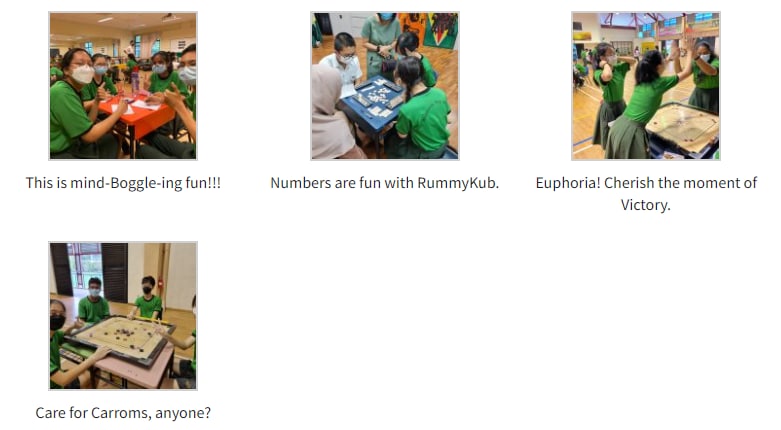 This is mind-Boggle-ing fun!!!
Numbers are fun with RummyKub.
Euphoria! Cherish the moment of
Victory.
Care for Carroms, anyone?